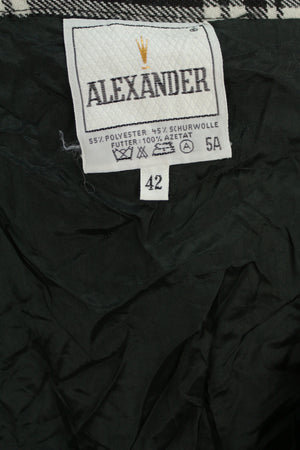 ®
ALEXANDER
55% POLYESTER 45% SCHURWOLLE
FUTTER: 100% AZETAT
A 5A
42